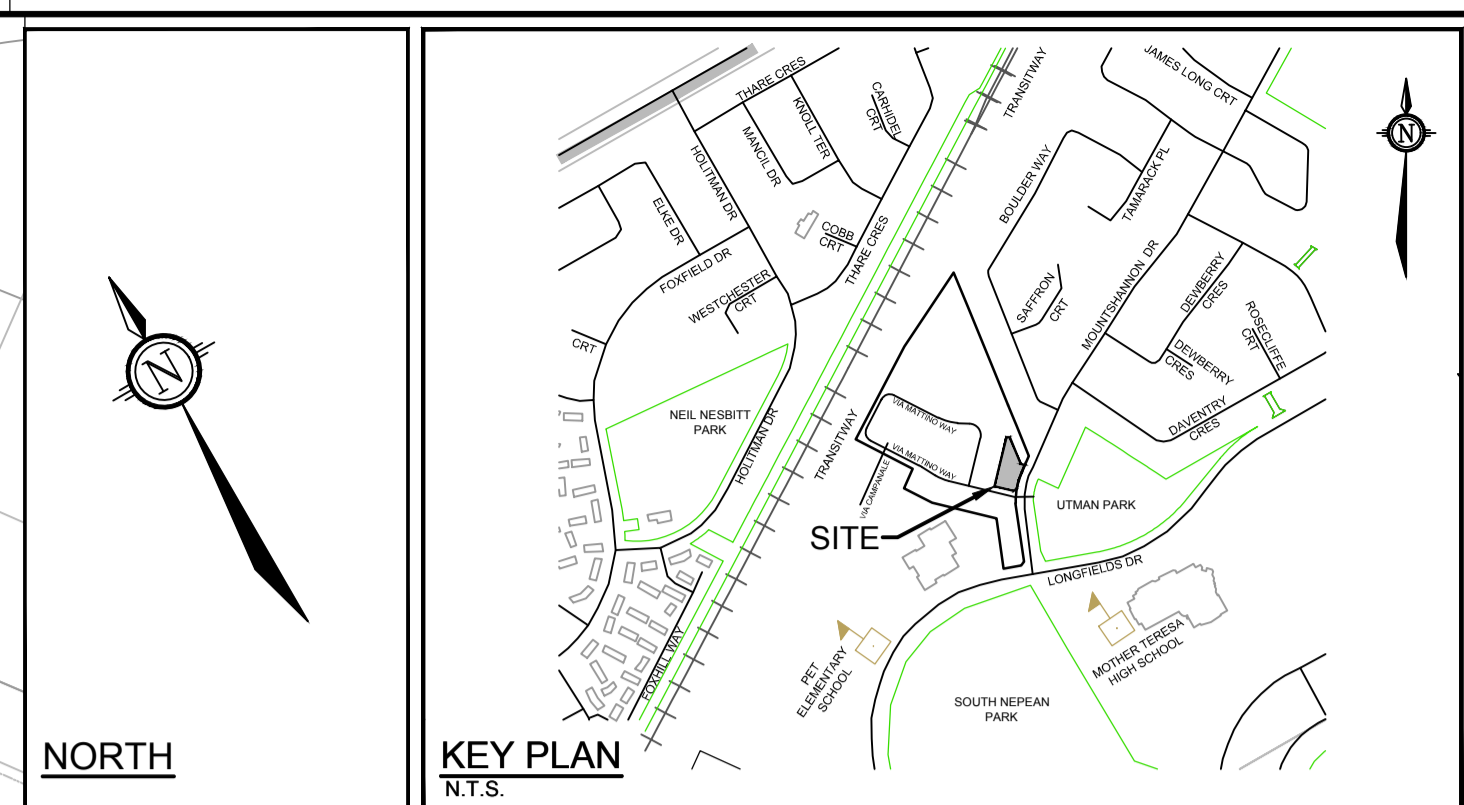 N
NORTH
THARE CRES
JAMES LONG CRT
TRANSITWAY
CARHIDEL
CRT
KNOLL TER
MANCIL DR
HOLITMAN DR
N
BOULDER WAY
TAMARACK PL
ELKE DR
COBB
CRT
THARE CRES
FOXFIELD DR
WESTCHESTER
CRT
MOUNTSHANNON DR
DEWBERRY
CRES
SAFFRON
CRT
ROSECLIFFE
CRT
CRT
DEWBERRY
CRES
DAVENTRY
CRES
NEIL NESBITT
PARK
HOLITMAN DR
TRANSITWAY
VIA MATTINO WAY
VIA MATTINO WAY
VIA CAMPANALE
UTMAN PARK
SITE
LONGFIELDS DR
FOXHILL WAY
PET
ELEMENTARY
SCHOOL
MOTHER TERESA
HIGH SCHOOL
SOUTH NEPEAN
PARK
KEY PLAN
N.T.S.